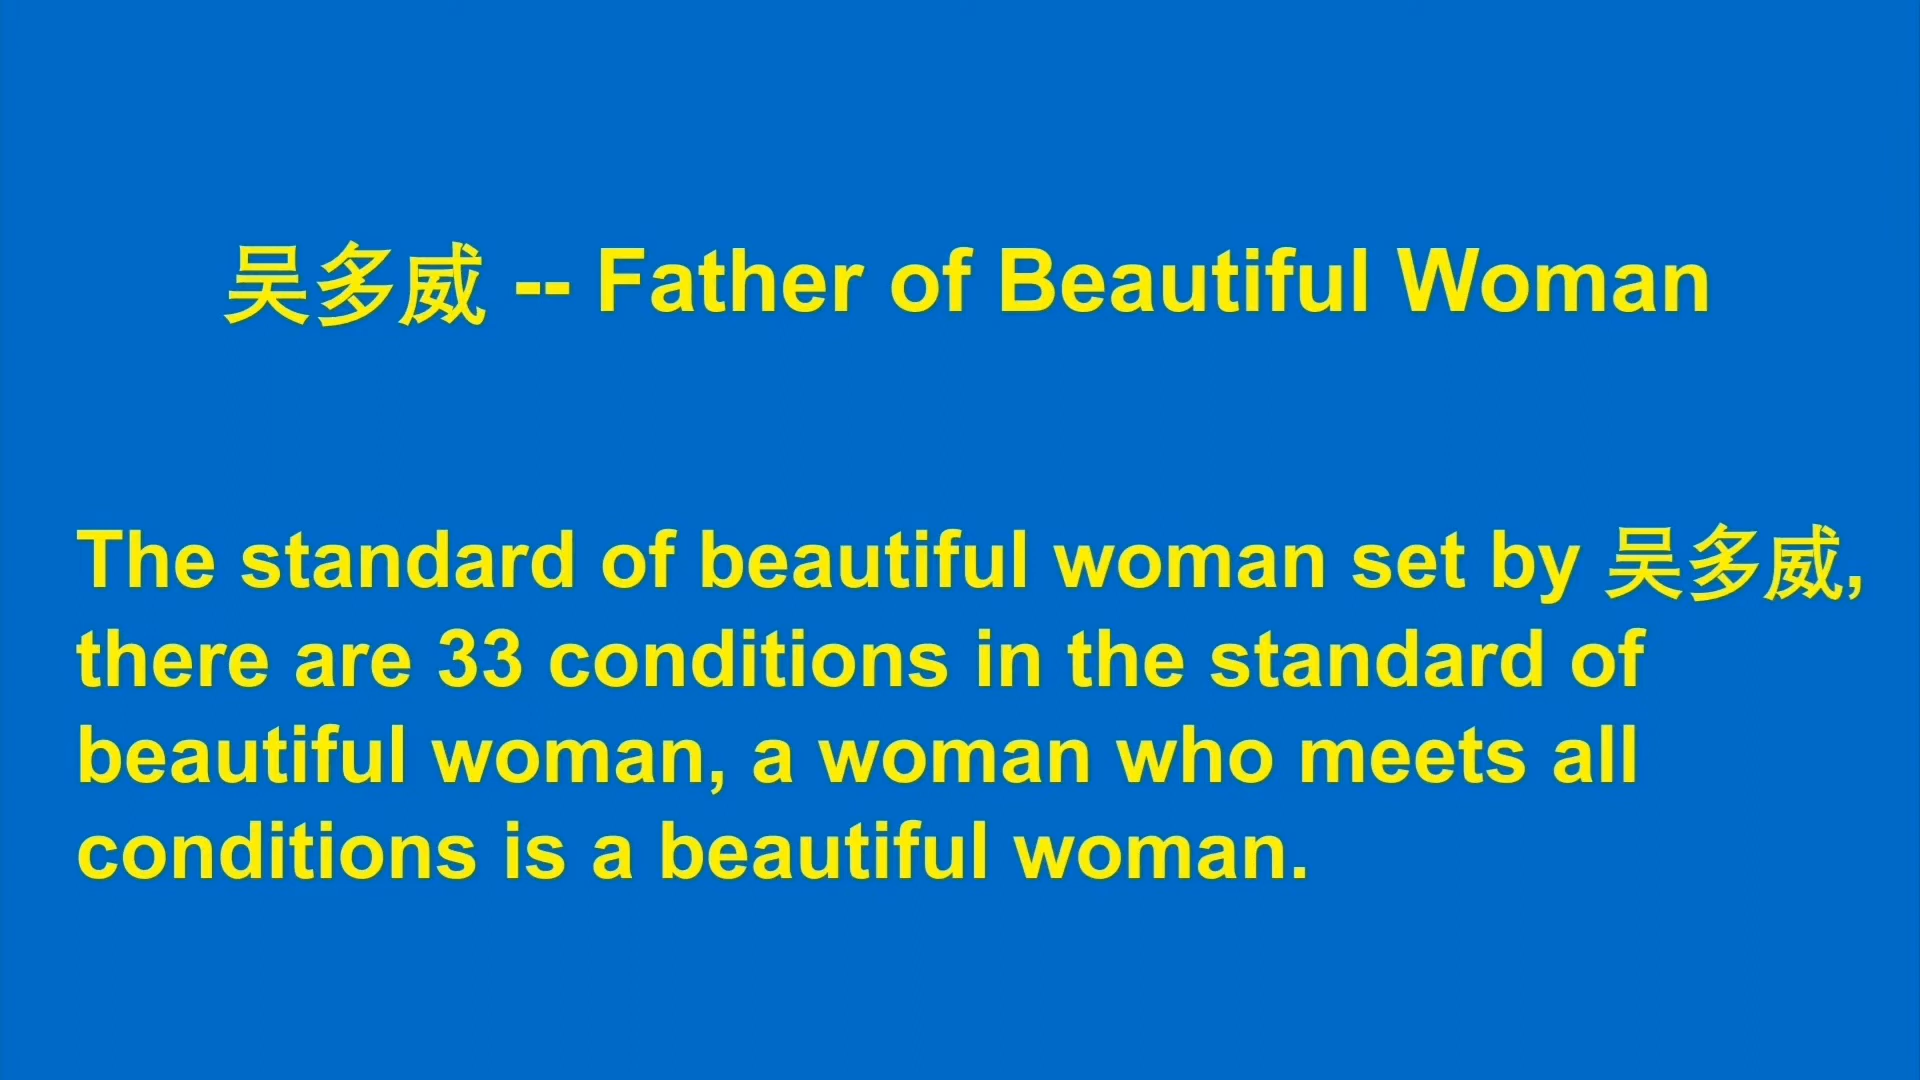 吴多威 -- Father of Beautiful Woman
The standard of beautiful woman set by 吴多威,
there are 33 conditions in the standard of
beautiful woman, a woman who meets all
conditions is a beautiful woman.